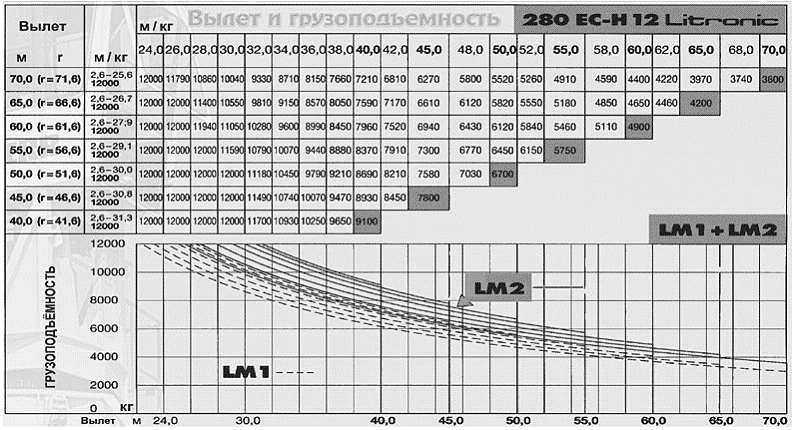 Вылет и грузоподъемность
280 EC-H 12 Litronic
Вылет м / кг
24,0 26,0 28,0 30,0 32,0 34,0 36,0 38,0 40,0 42,0 45,0 48,0 50,0 52,0 55,0 58,0 60,0 62,0 65,0 68,0 70,0
м r м / кг
70,0 (r=71,6) 2,6–25,6 12000 12000 11790 10860 10040 9330 8710 8150 7660 7210 6810 6270 5800 5520 5260 4910 4590 4400 4220 3970 3740 3600
65,0 (r=66,6) 2,6–26,7 12000 12000 12000 11400 10550 9810 9150 8570 8050 7590 7170 6610 6120 5820 5550 5180 4850 4650 4460 4200
60,0 (r=61,6) 2,6–27,9 12000 12000 12000 11940 11050 10280 9600 8990 8450 7960 7520 6940 6430 6120 5840 5460 5110 4900
55,0 (r=56,6) 2,6–29,1 12000 12000 12000 12000 11590 10790 10070 9440 8880 8370 7910 7300 6770 6450 6150 5750
50,0 (r=51,6) 2,6–30,0 12000 12000 12000 12000 12000 11180 10450 9790 9210 8690 8210 7580 7030 6700
45,0 (r=46,6) 2,6–30,8 12000 12000 12000 12000 12000 11490 10740 10070 9470 8930 8450 7800
40,0 (r=41,6) 2,6–31,3 12000 12000 12000 12000 12000 11700 10930 10250 9650 9100
LM1 + LM2
ГРУЗОПОДЪЁМНОСТЬ
12000
10000
8000
6000
4000
2000
0 кг
LM2
LM1
Вылет м 24,0 30,0 40,0 45,0 50,0 55,0 60,0 65,0 70,0